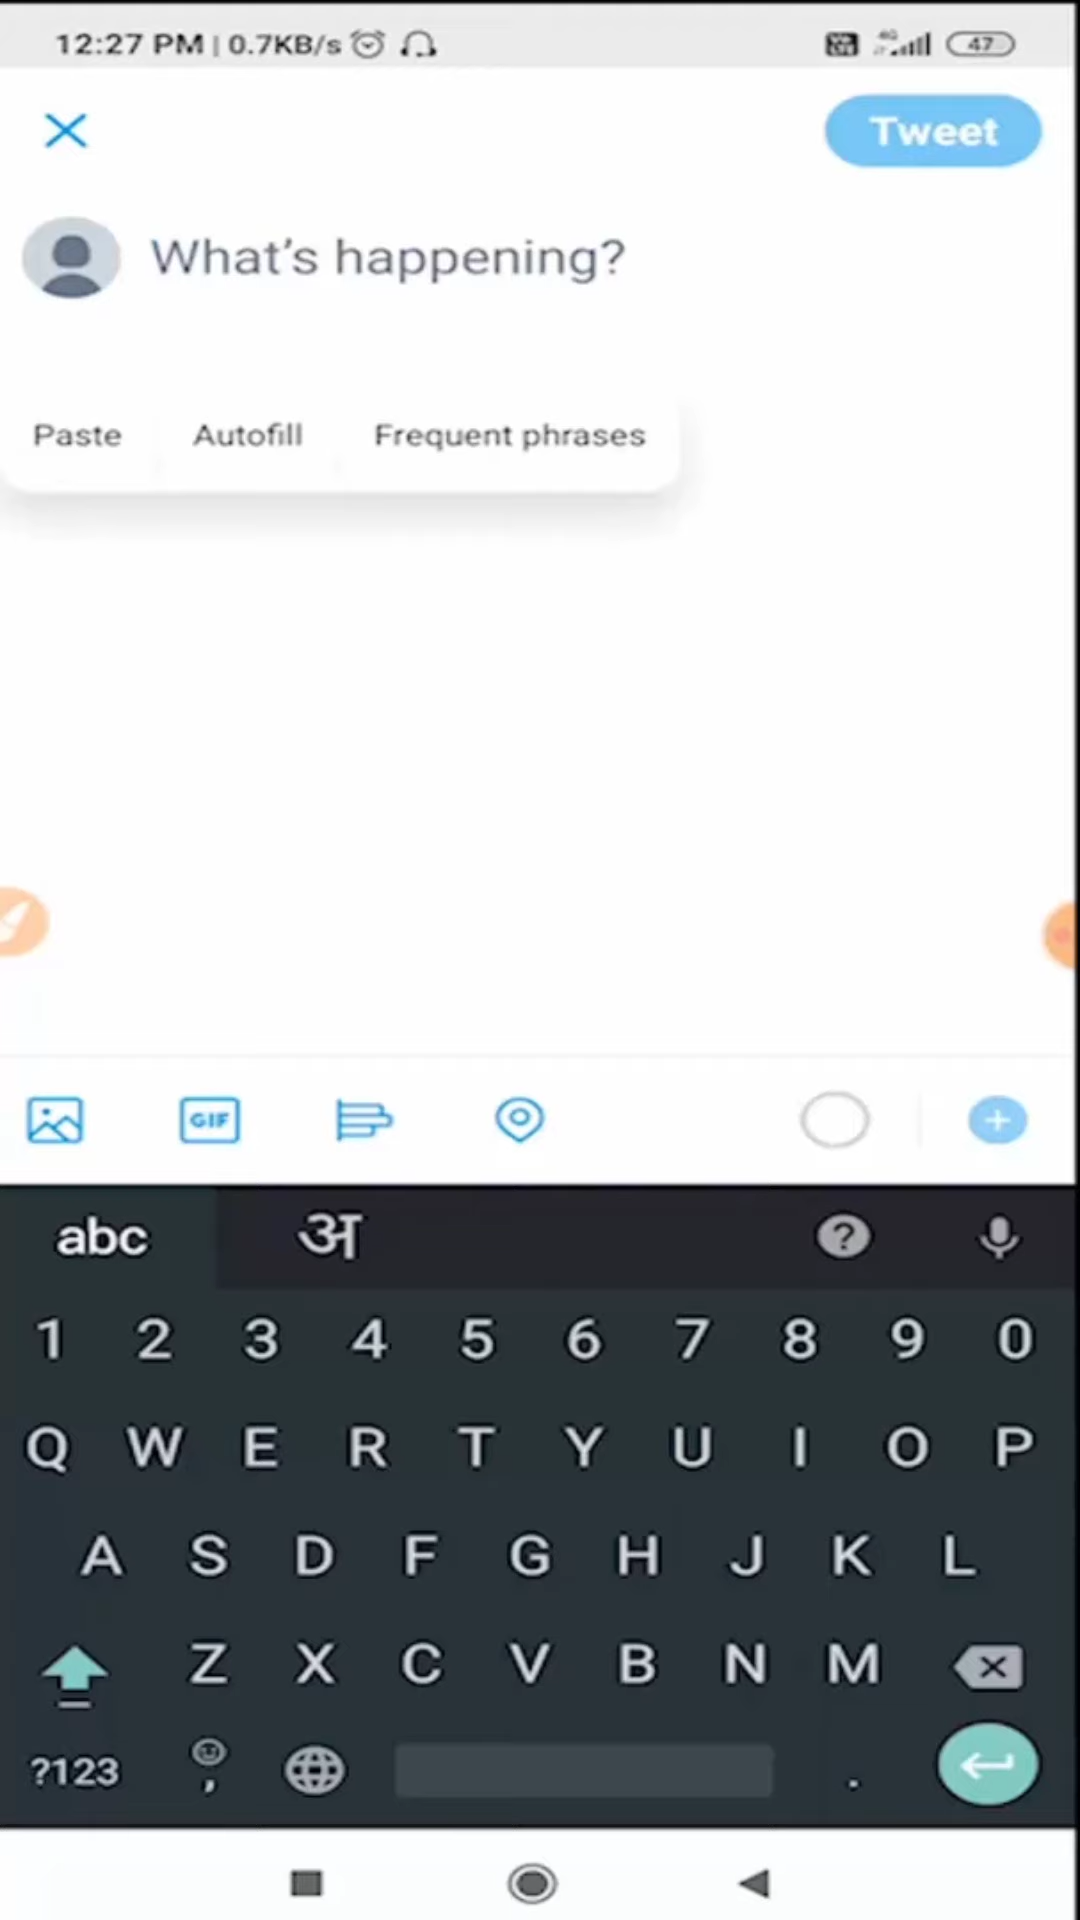 12:27 PM | 0.7KB/s 4G 47
Tweet
What's happening?
Paste Autofill Frequent phrases
GIF
abc अ ?
1 2 3 4 5 6 7 8 9 0
Q W E R T Y U I O P
A S D F G H J K L
Z X C V B N M
?123 , .